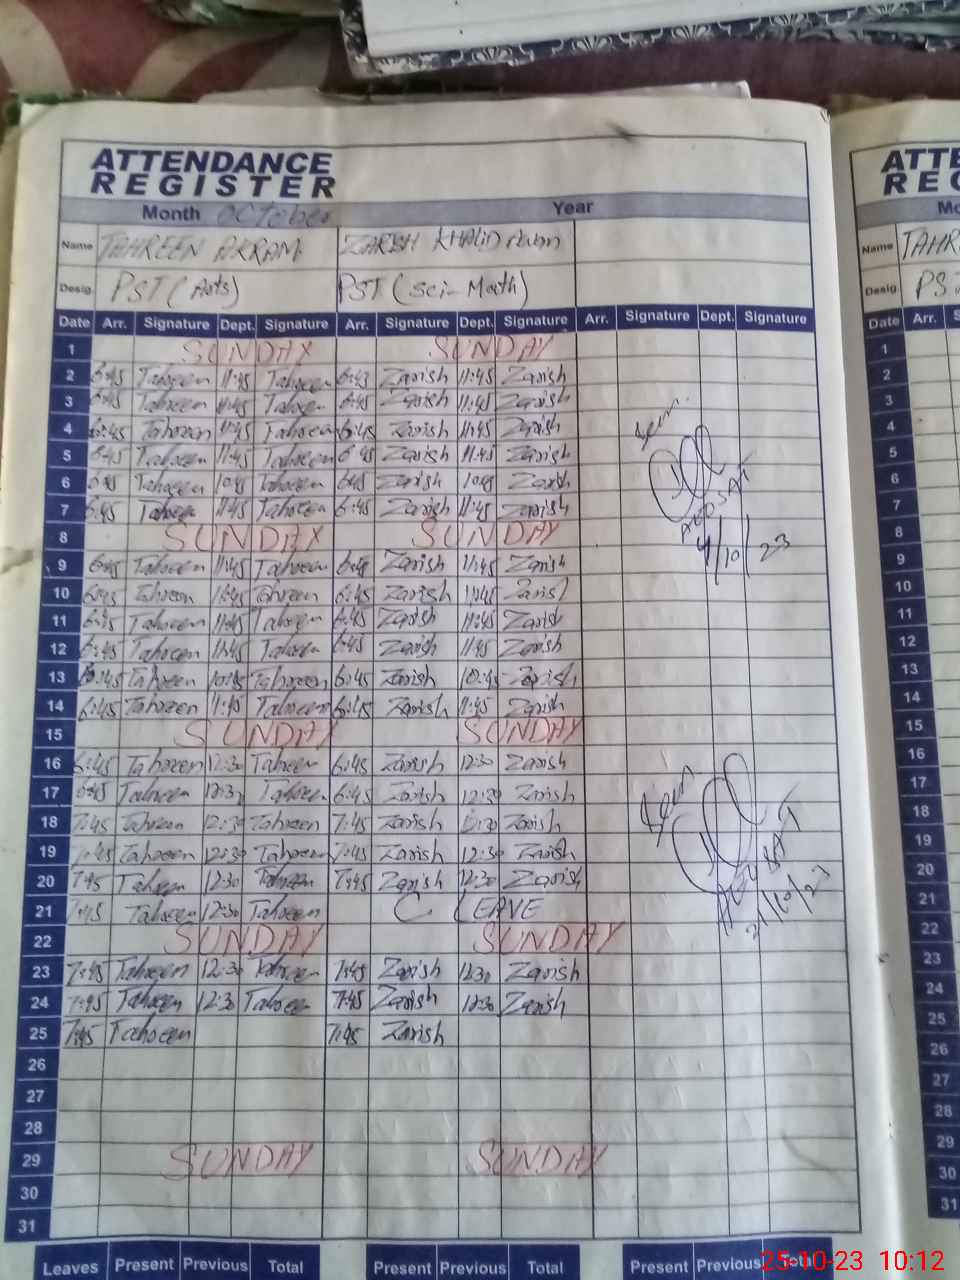 ATTENDANCE
REGISTER
Month October Year
Name TAHREEN AKRAM ZARISH KHALID
Desig. PST (Arts) PST (Sci-Math)
Date Arr. Signature Dept. Signature Arr. Signature Dept. Signature Arr. Signature Dept. Signature
1 SUNDAY SUNDAY
2 6:45 Tahreen 11:45 Tahreen 6:45 Zarish 11:45 Zarish
3 6:45 Tahreen 11:45 Tahreen 6:45 Zarish 11:45 Zarish
4 6:45 Tahreen 11:45 Tahreen 6:45 Zarish 11:45 Zarish
5 6:45 Tahreen 11:45 Tahreen 6:45 Zarish 11:45 Zarish
6 6:45 Tahreen 10:45 Tahreen 6:45 Zarish 10:45 Zarish
7 6:45 Tahreen 11:45 Tahreen 6:45 Zarish 11:45 Zarish
8 SUNDAY SUNDAY
9 6:45 Tahreen 11:45 Tahreen 6:45 Zarish 11:45 Zarish
10 6:45 Tahreen 11:45 Tahreen 6:45 Zarish 11:45 Zarish
11 6:45 Tahreen 11:45 Tahreen 6:45 Zarish 11:45 Zarish
12 6:45 Tahreen 11:45 Tahreen 6:45 Zarish 11:45 Zarish
13 6:45 Tahreen 10:45 Tahreen 6:45 Zarish 10:45 Zarish
14 6:45 Tahreen 11:45 Tahreen 6:45 Zarish 11:45 Zarish
15 SUNDAY SUNDAY
16 6:45 Tahreen 12:30 Tahreen 6:45 Zarish 12:30 Zarish
17 6:45 Tahreen 12:30 Tahreen 6:45 Zarish 12:30 Zarish
18 7:45 Tahreen 12:30 Tahreen 7:45 Zarish 12:30 Zarish
19 7:45 Tahreen 12:30 Tahreen 7:45 Zarish 12:30 Zarish
20 7:45 Tahreen 12:30 Tahreen 7:45 Zarish 12:30 Zarish
21 7:45 Tahreen 12:30 Tahreen C LEAVE
22 SUNDAY SUNDAY
23 7:45 Tahreen 12:30 Tahreen 7:45 Zarish 12:30 Zarish
24 7:45 Tahreen 12:30 Tahreen 7:45 Zarish 12:30 Zarish
25 7:45 Tahreen 7:45 Zarish
26
27
28
29 SUNDAY SUNDAY
30
31
Leaves Present Previous Total Present Previous Total Present Previous Total
Seen
4/10/23
Seen
21/10/23
ATTE
REG
Mo
Name TAHR
Desig. PS
Date Arr. S
1
2
3
4
5
6
7
8
9
10
11
12
13
14
15
16
17
18
19
20
21
22
23
24
25
26
27
28
29
30
31
25-10-23 10:12